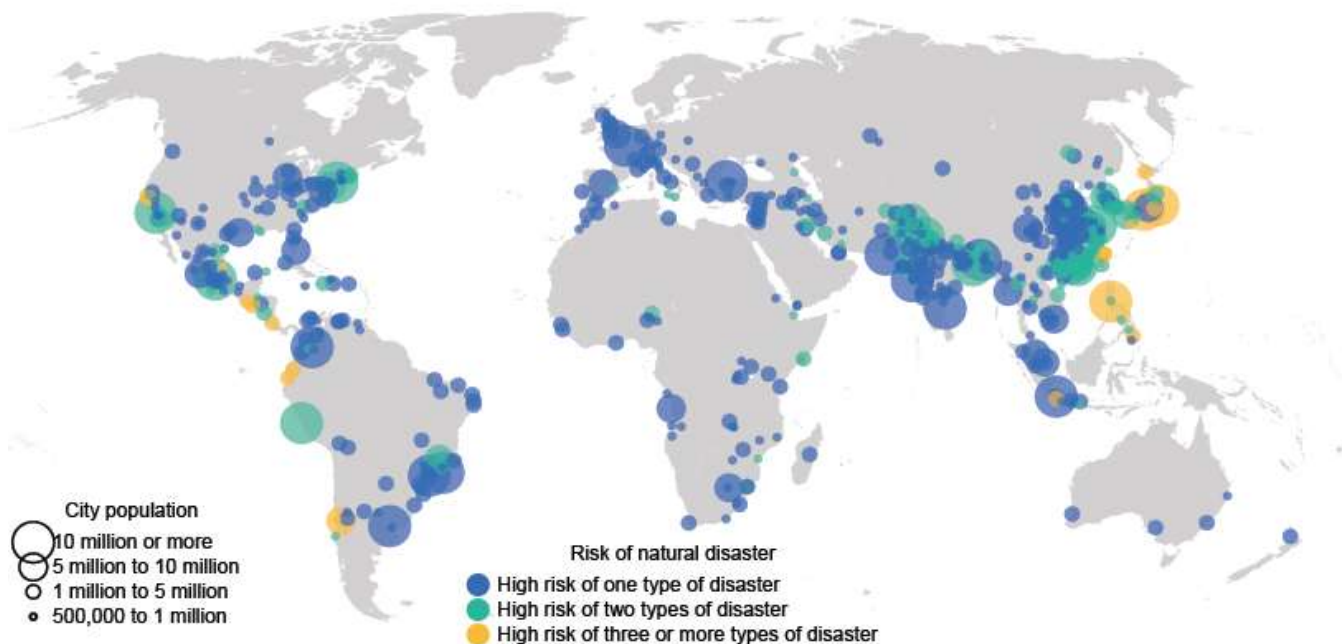 City population
10 million or more
5 million to 10 million
1 million to 5 million
500,000 to 1 million
Risk of natural disaster
High risk of one type of disaster
High risk of two types of disaster
High risk of three or more types of disaster